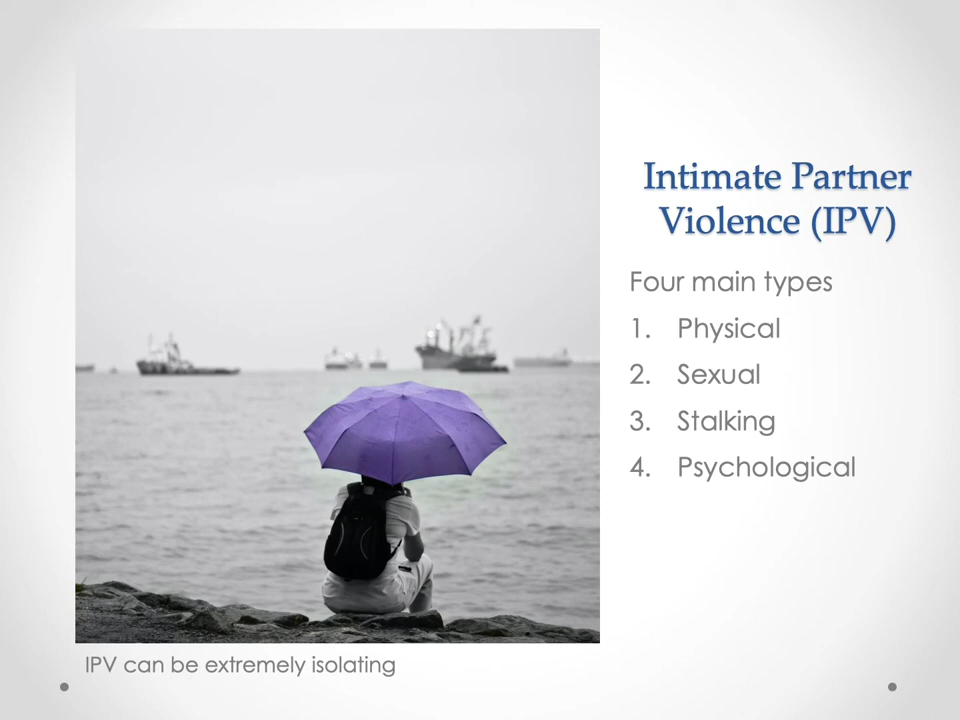 Intimate Partner
Violence (IPV)
Four main types
1. Physical
2. Sexual
3. Stalking
4. Psychological
IPV can be extremely isolating